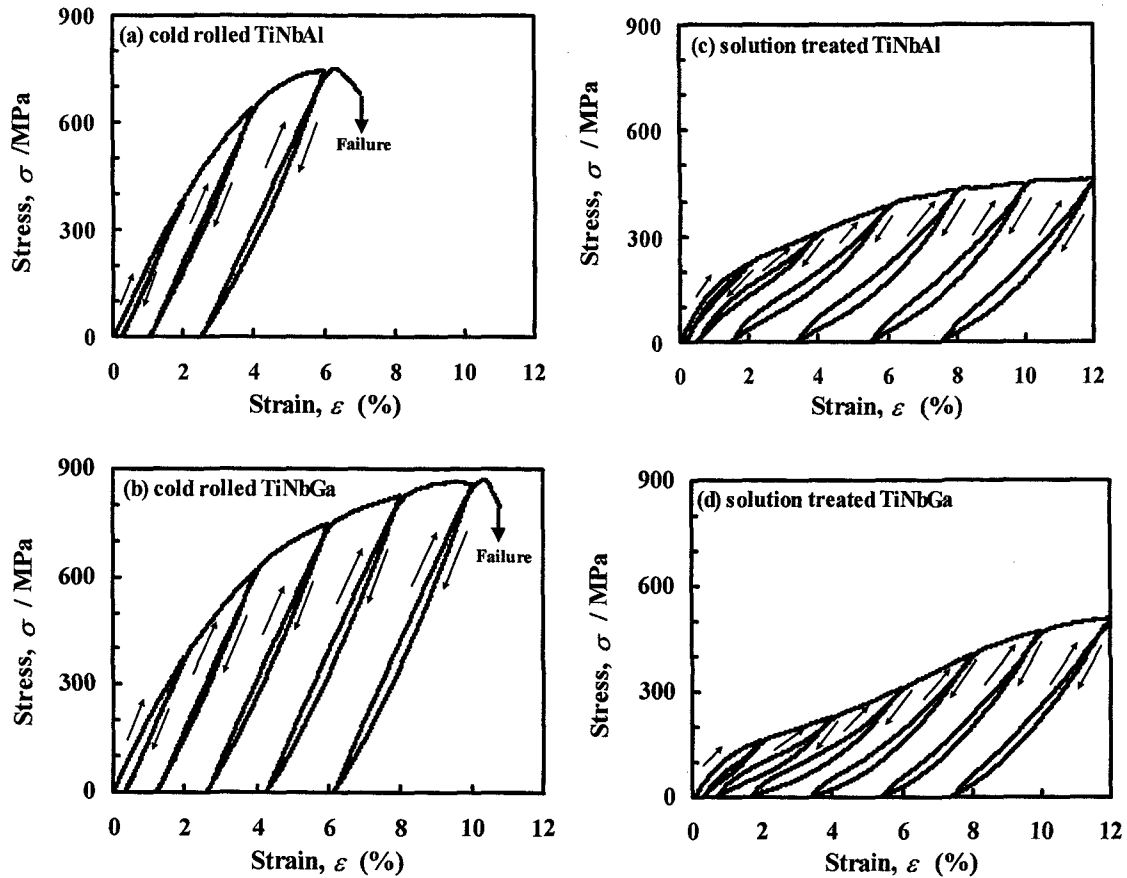 900
(a) cold rolled TiNbAl
600
Failure
300
0
0 2 4 6 8 10 12
Stress, σ /MPa
Strain, ε (%)
900
(c) solution treated TiNbAl
600
300
0
0 2 4 6 8 10 12
Stress, σ / MPa
Strain, ε (%)
900
(b) cold rolled TiNbGa
Failure
600
300
0
0 2 4 6 8 10 12
Stress, σ / MPa
Strain, ε (%)
900
(d) solution treated TiNbGa
600
300
0
0 2 4 6 8 10 12
Stress, σ / MPa
Strain, ε (%)